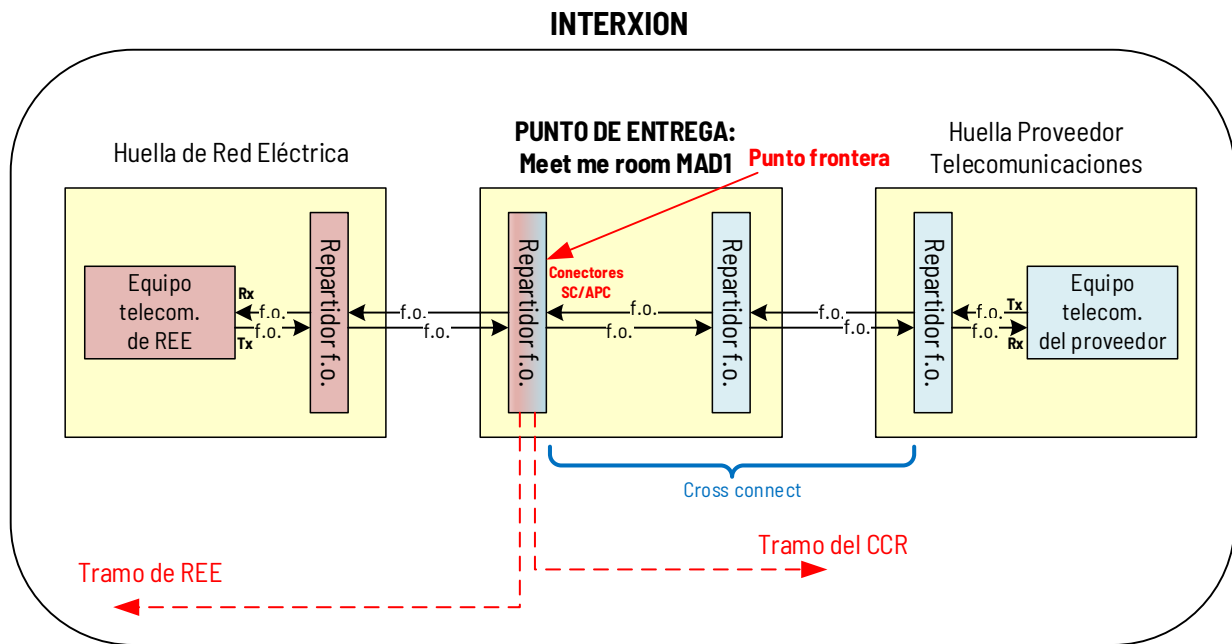 INTERXION
Huella de Red Eléctrica
PUNTO DE ENTREGA:
Meet me room MAD1
Punto frontera
Huella Proveedor
Telecomunicaciones
Equipo
telecom.
de REE
Rx
f.o.
f.o.
Tx
Repartidor f.o.
f.o.
f.o.
Repartidor f.o.
Conectores
SC/APC
f.o.
f.o.
Repartidor f.o.
f.o.
f.o.
Repartidor f.o.
Tx
f.o.
f.o.
Rx
Equipo
telecom.
del proveedor
Cross connect
Tramo del CCR
Tramo de REE